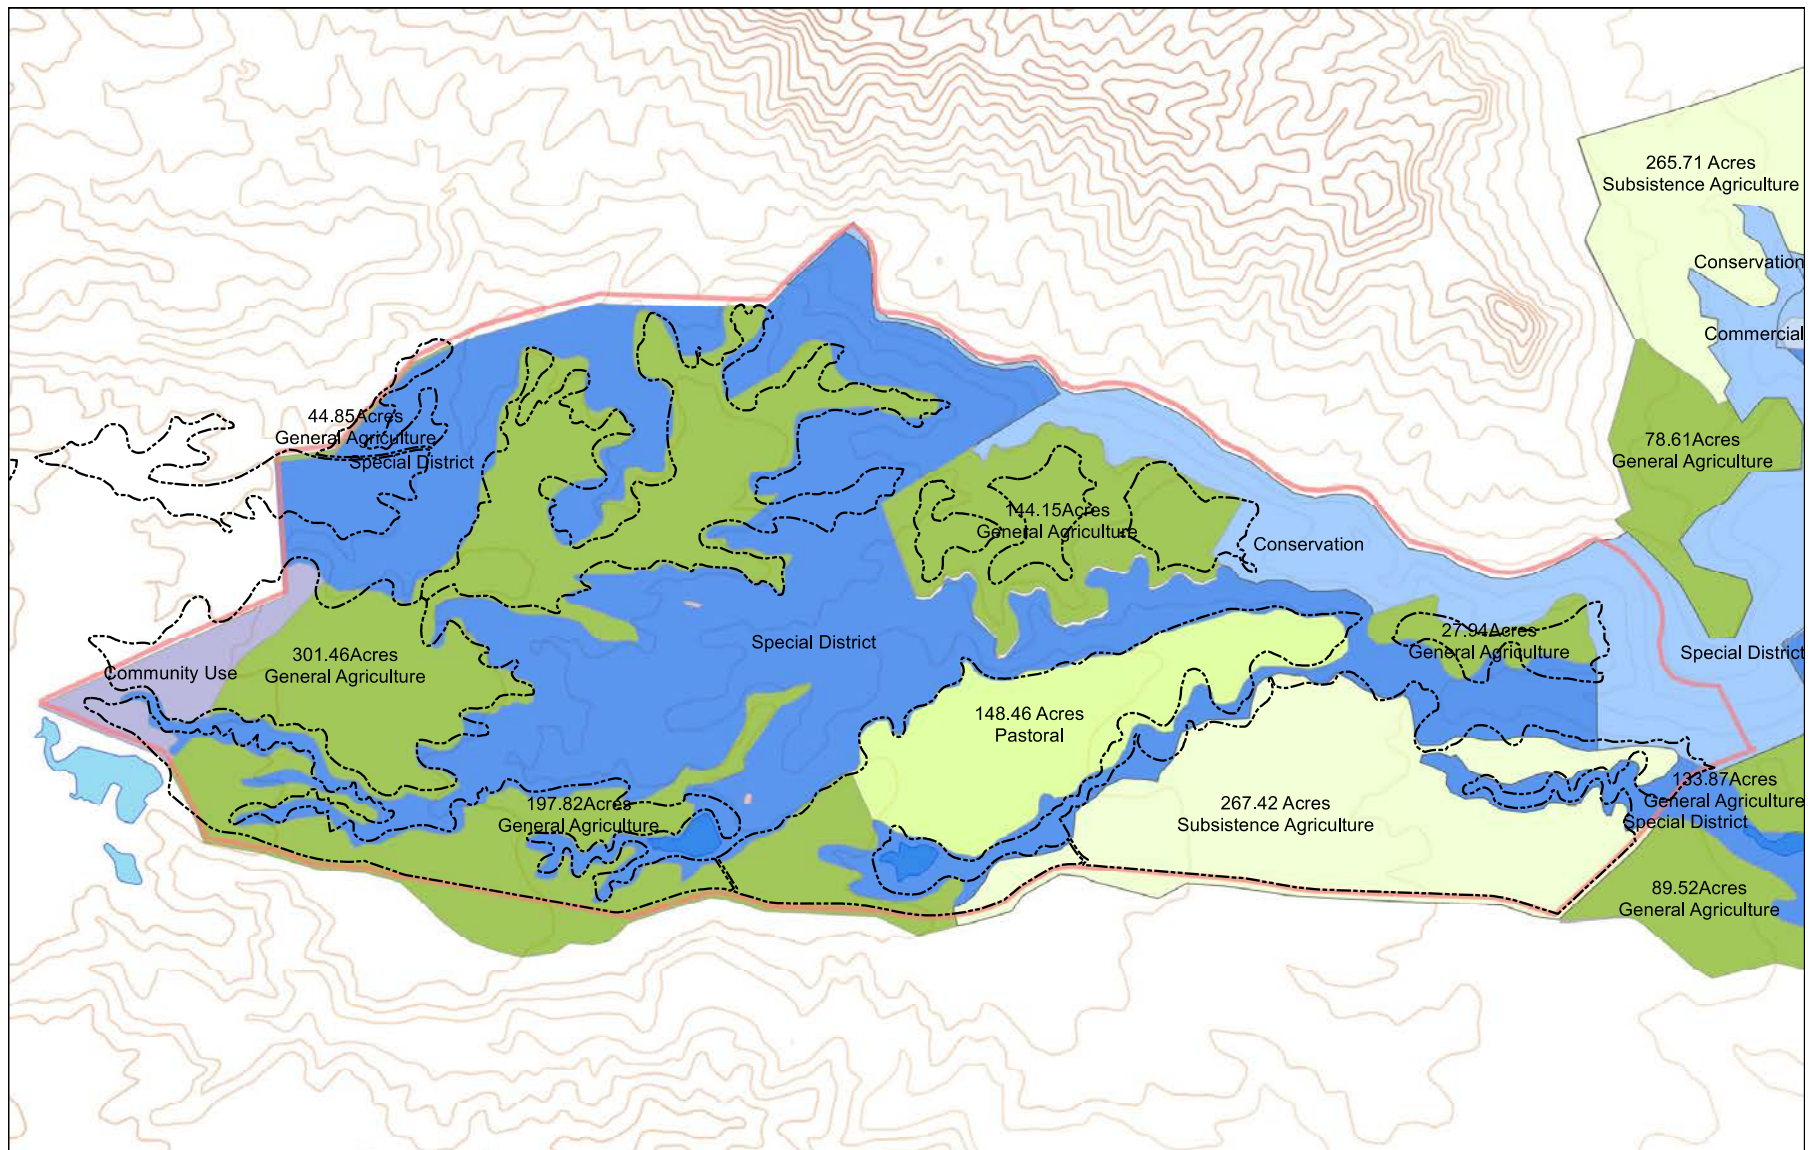 265.71 Acres
Subsistence Agriculture
Conservation
Commercial
44.85Acres
General Agriculture
Special District
78.61Acres
General Agriculture
144.15Acres
General Agriculture
Conservation
Special District
27.94Acres
General Agriculture
Special District
301.46Acres
General Agriculture
Community Use
148.46 Acres
Pastoral
197.82Acres
General Agriculture
267.42 Acres
Subsistence Agriculture
133.87Acres
General Agriculture
Special District
89.52Acres
General Agriculture